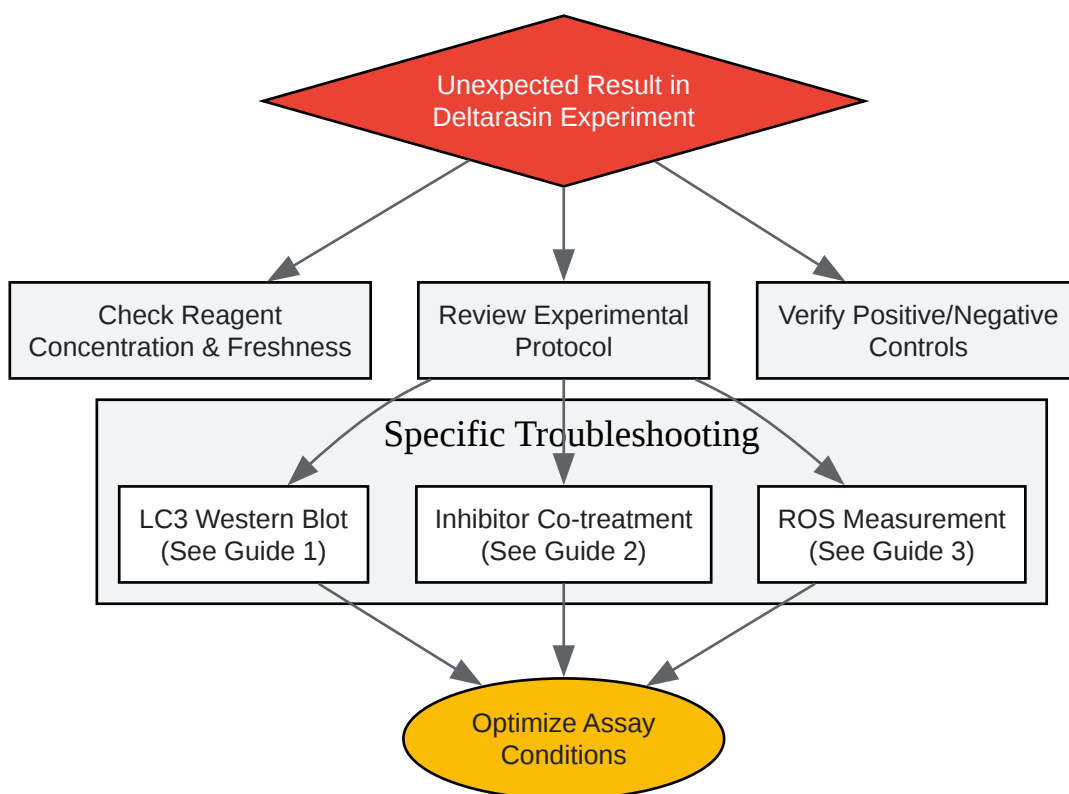 Unexpected Result in
Deltarasin Experiment
Check Reagent
Concentration & Freshness
Review Experimental
Protocol
Verify Positive/Negative
Controls
Specific Troubleshooting
LC3 Western Blot
(See Guide 1)
Inhibitor Co-treatment
(See Guide 2)
ROS Measurement
(See Guide 3)
Optimize Assay
Conditions